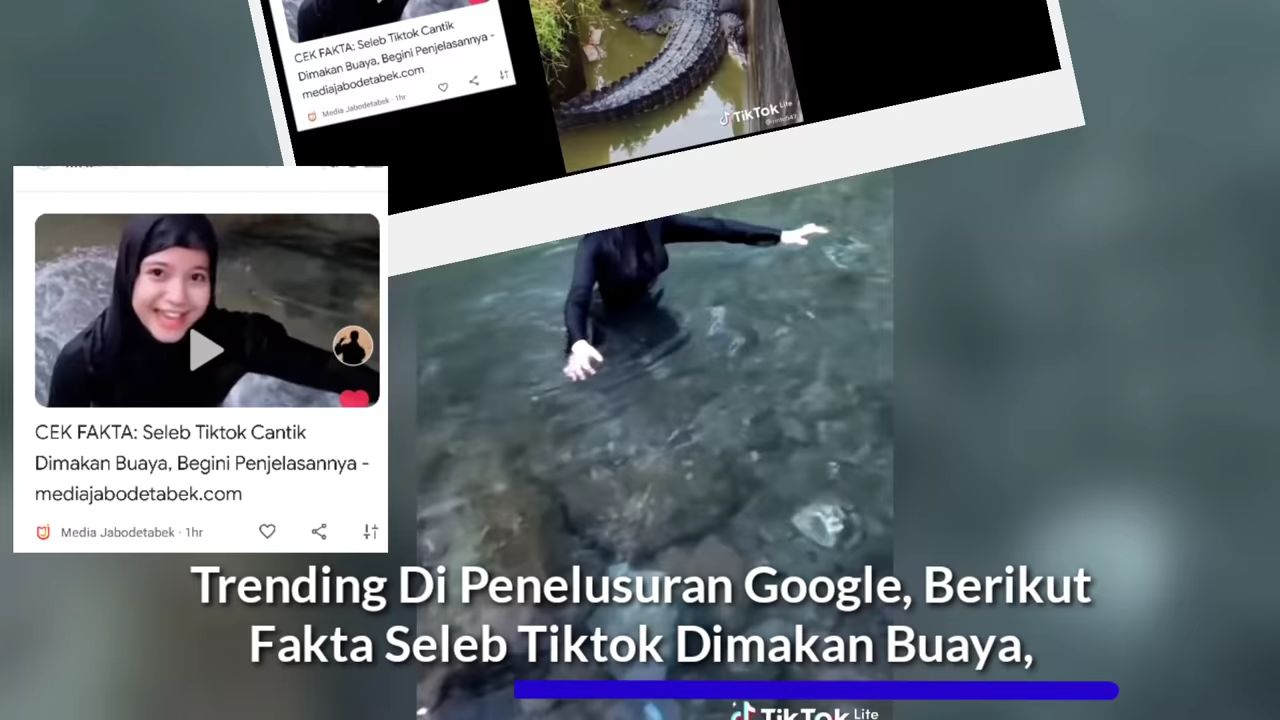 CEK FAKTA: Seleb Tiktok Cantik
Dimakan Buaya, Begini Penjelasannya -
mediajabodetabek.com
Media Jabodetabek · 1hr
TikTok Lite
CEK FAKTA: Seleb Tiktok Cantik
Dimakan Buaya, Begini Penjelasannya -
mediajabodetabek.com
Media Jabodetabek · 1hr
Trending Di Penelusuran Google, Berikut
Fakta Seleb Tiktok Dimakan Buaya,
TikTok Lite